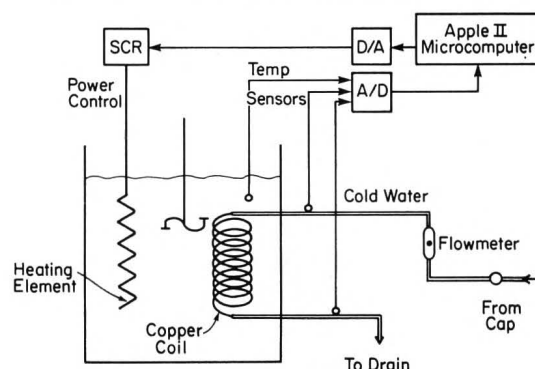 SCR
D/A
Apple II
Microcomputer
Temp
Sensors
A/D
Power
Control
Cold Water
Flowmeter
Heating
Element
Copper
Coil
From
Cap
To Drain